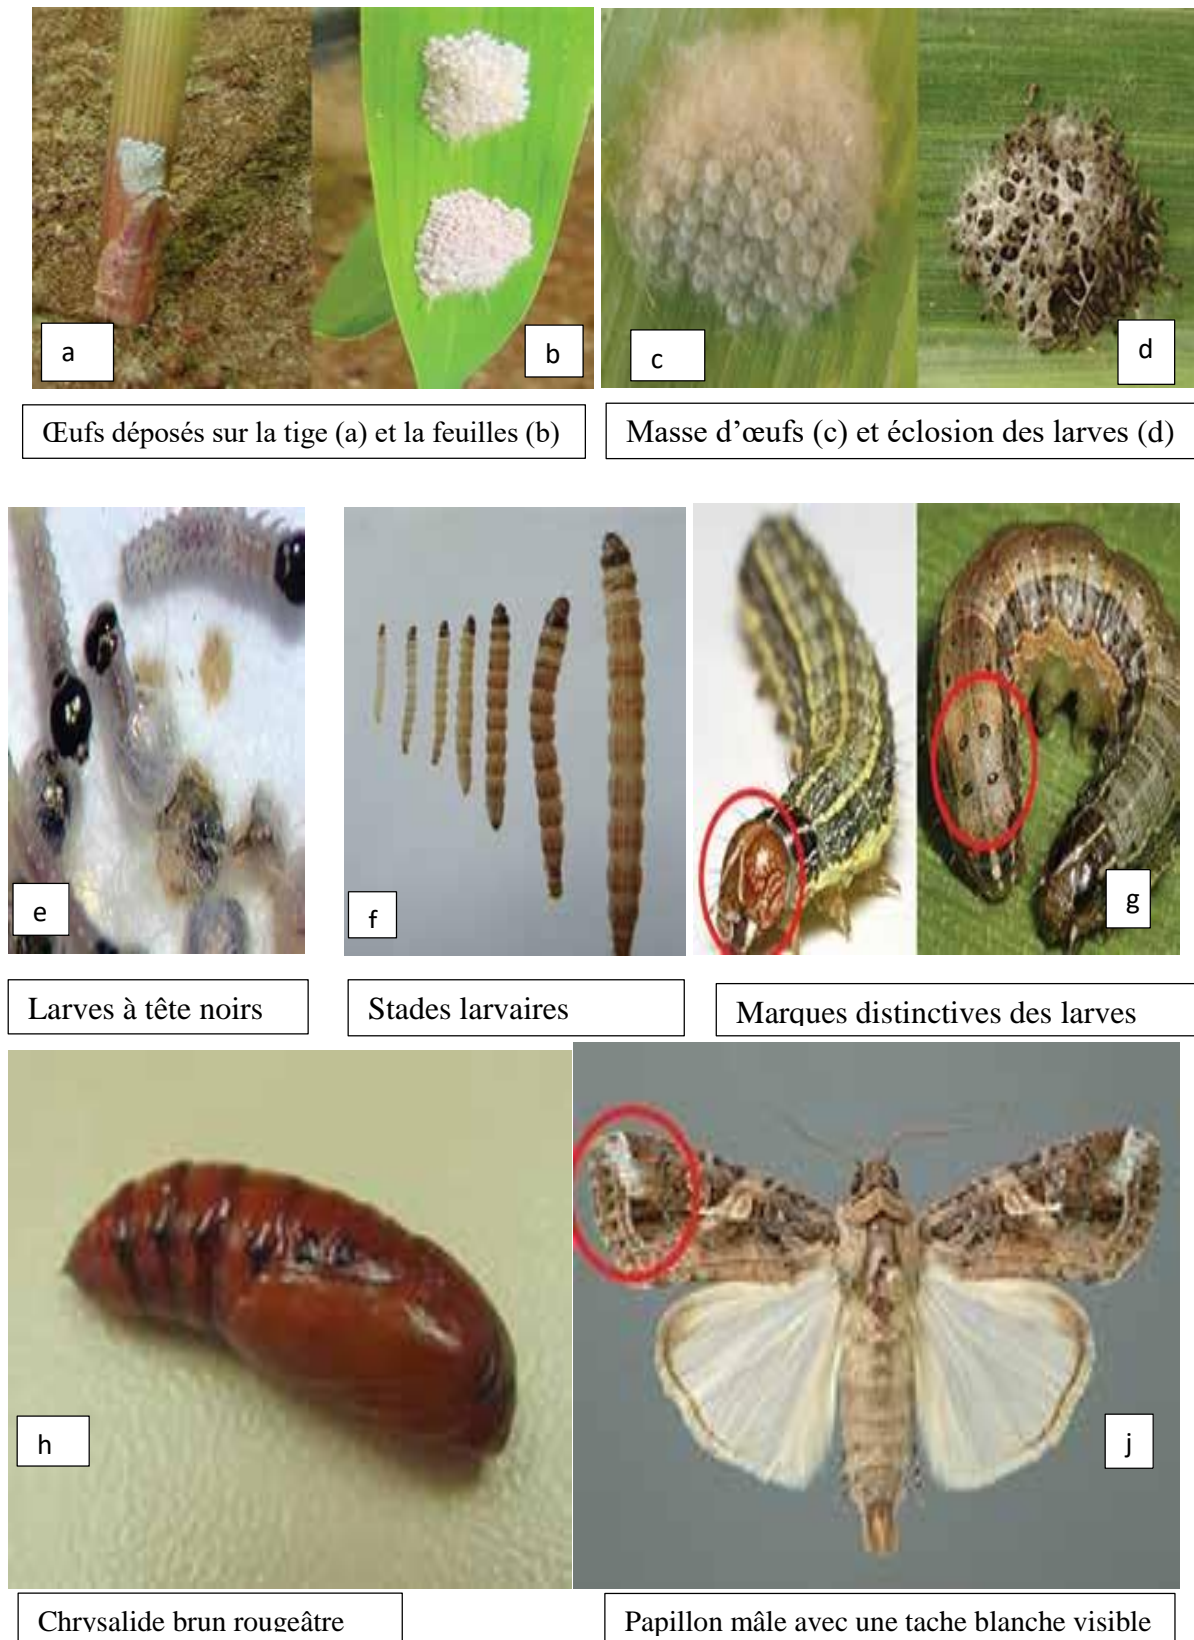 a
b
c
d
Œufs déposés sur la tige (a) et la feuilles (b)
Masse d’œufs (c) et éclosion des larves (d)
e
f
g
Larves à tête noirs
Stades larvaires
Marques distinctives des larves
h
j
Chrysalide brun rougeâtre
Papillon mâle avec une tache blanche visible